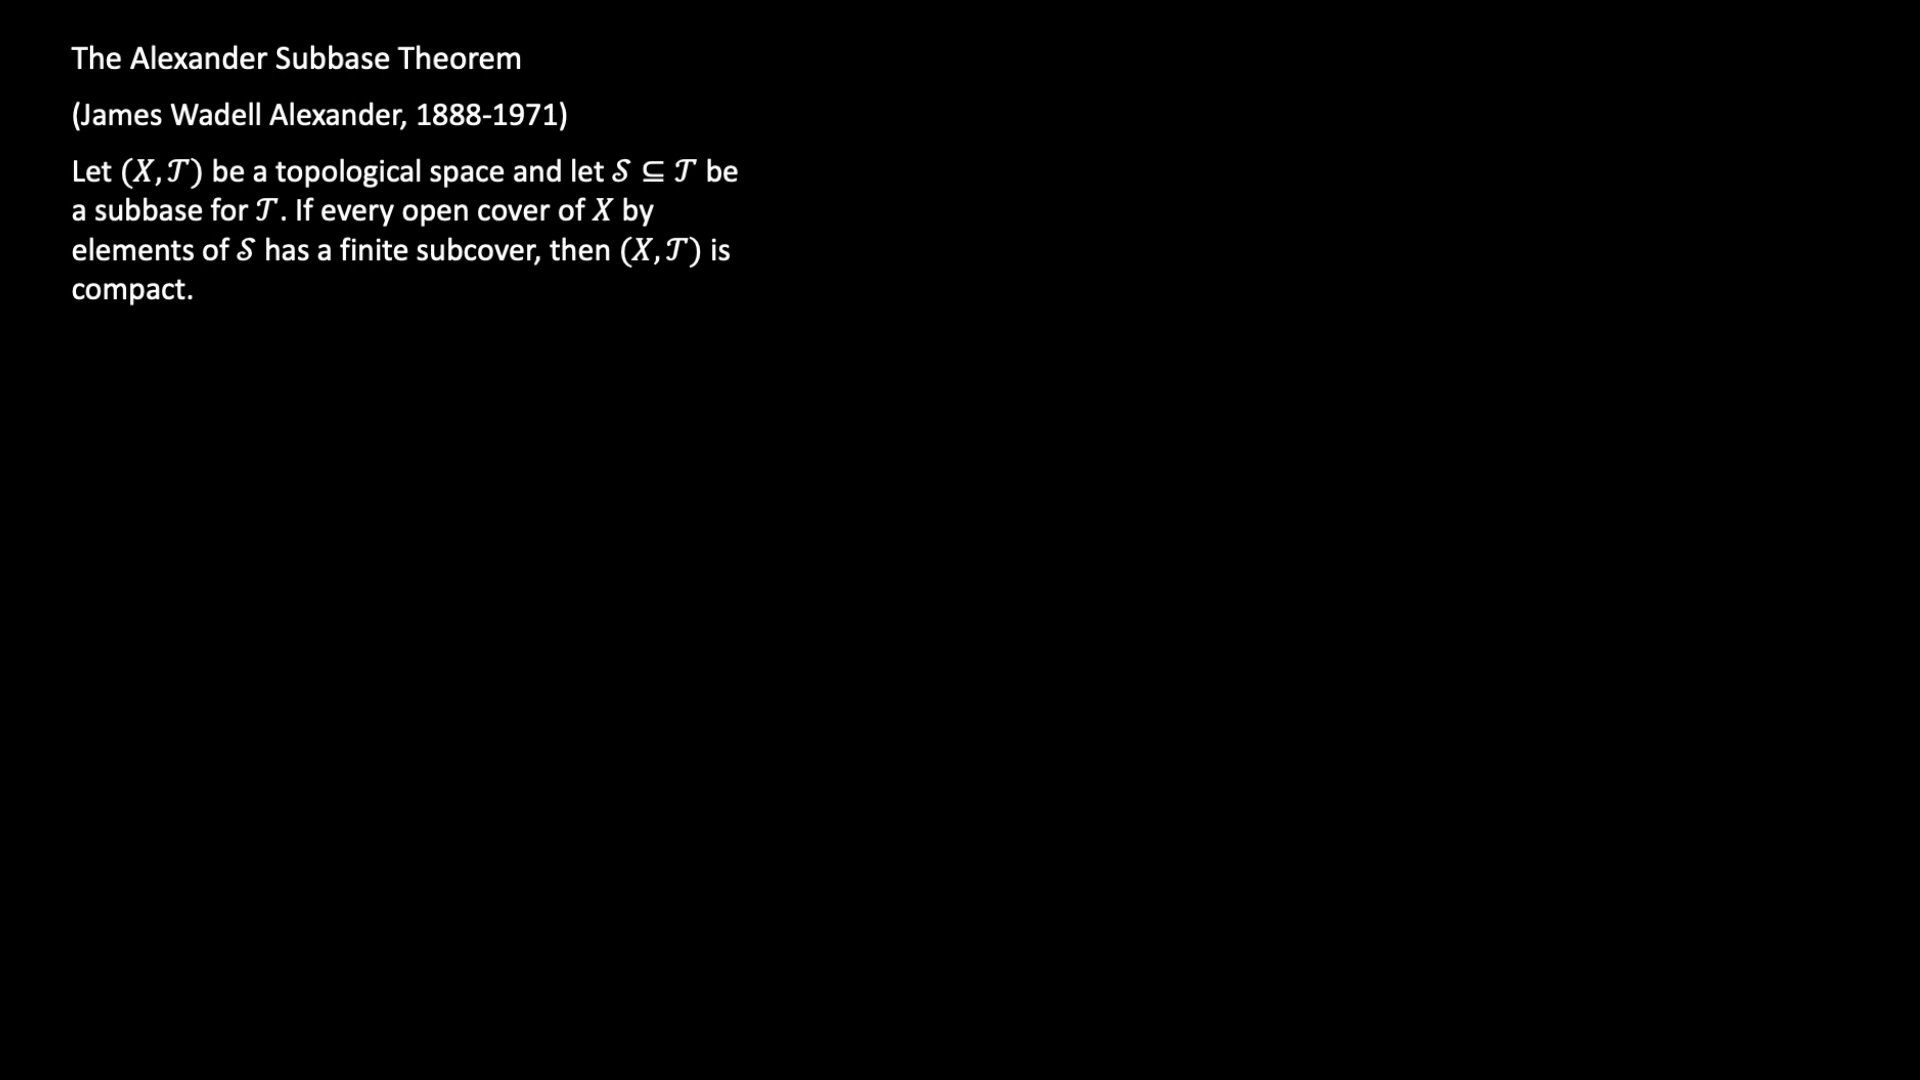 The Alexander Subbase Theorem
(James Wadell Alexander, 1888-1971)
Let (𝑋, 𝒯) be a topological space and let 𝒮 ⊆ 𝒯 be
a subbase for 𝒯. If every open cover of 𝑋 by
elements of 𝒮 has a finite subcover, then (𝑋, 𝒯) is
compact.